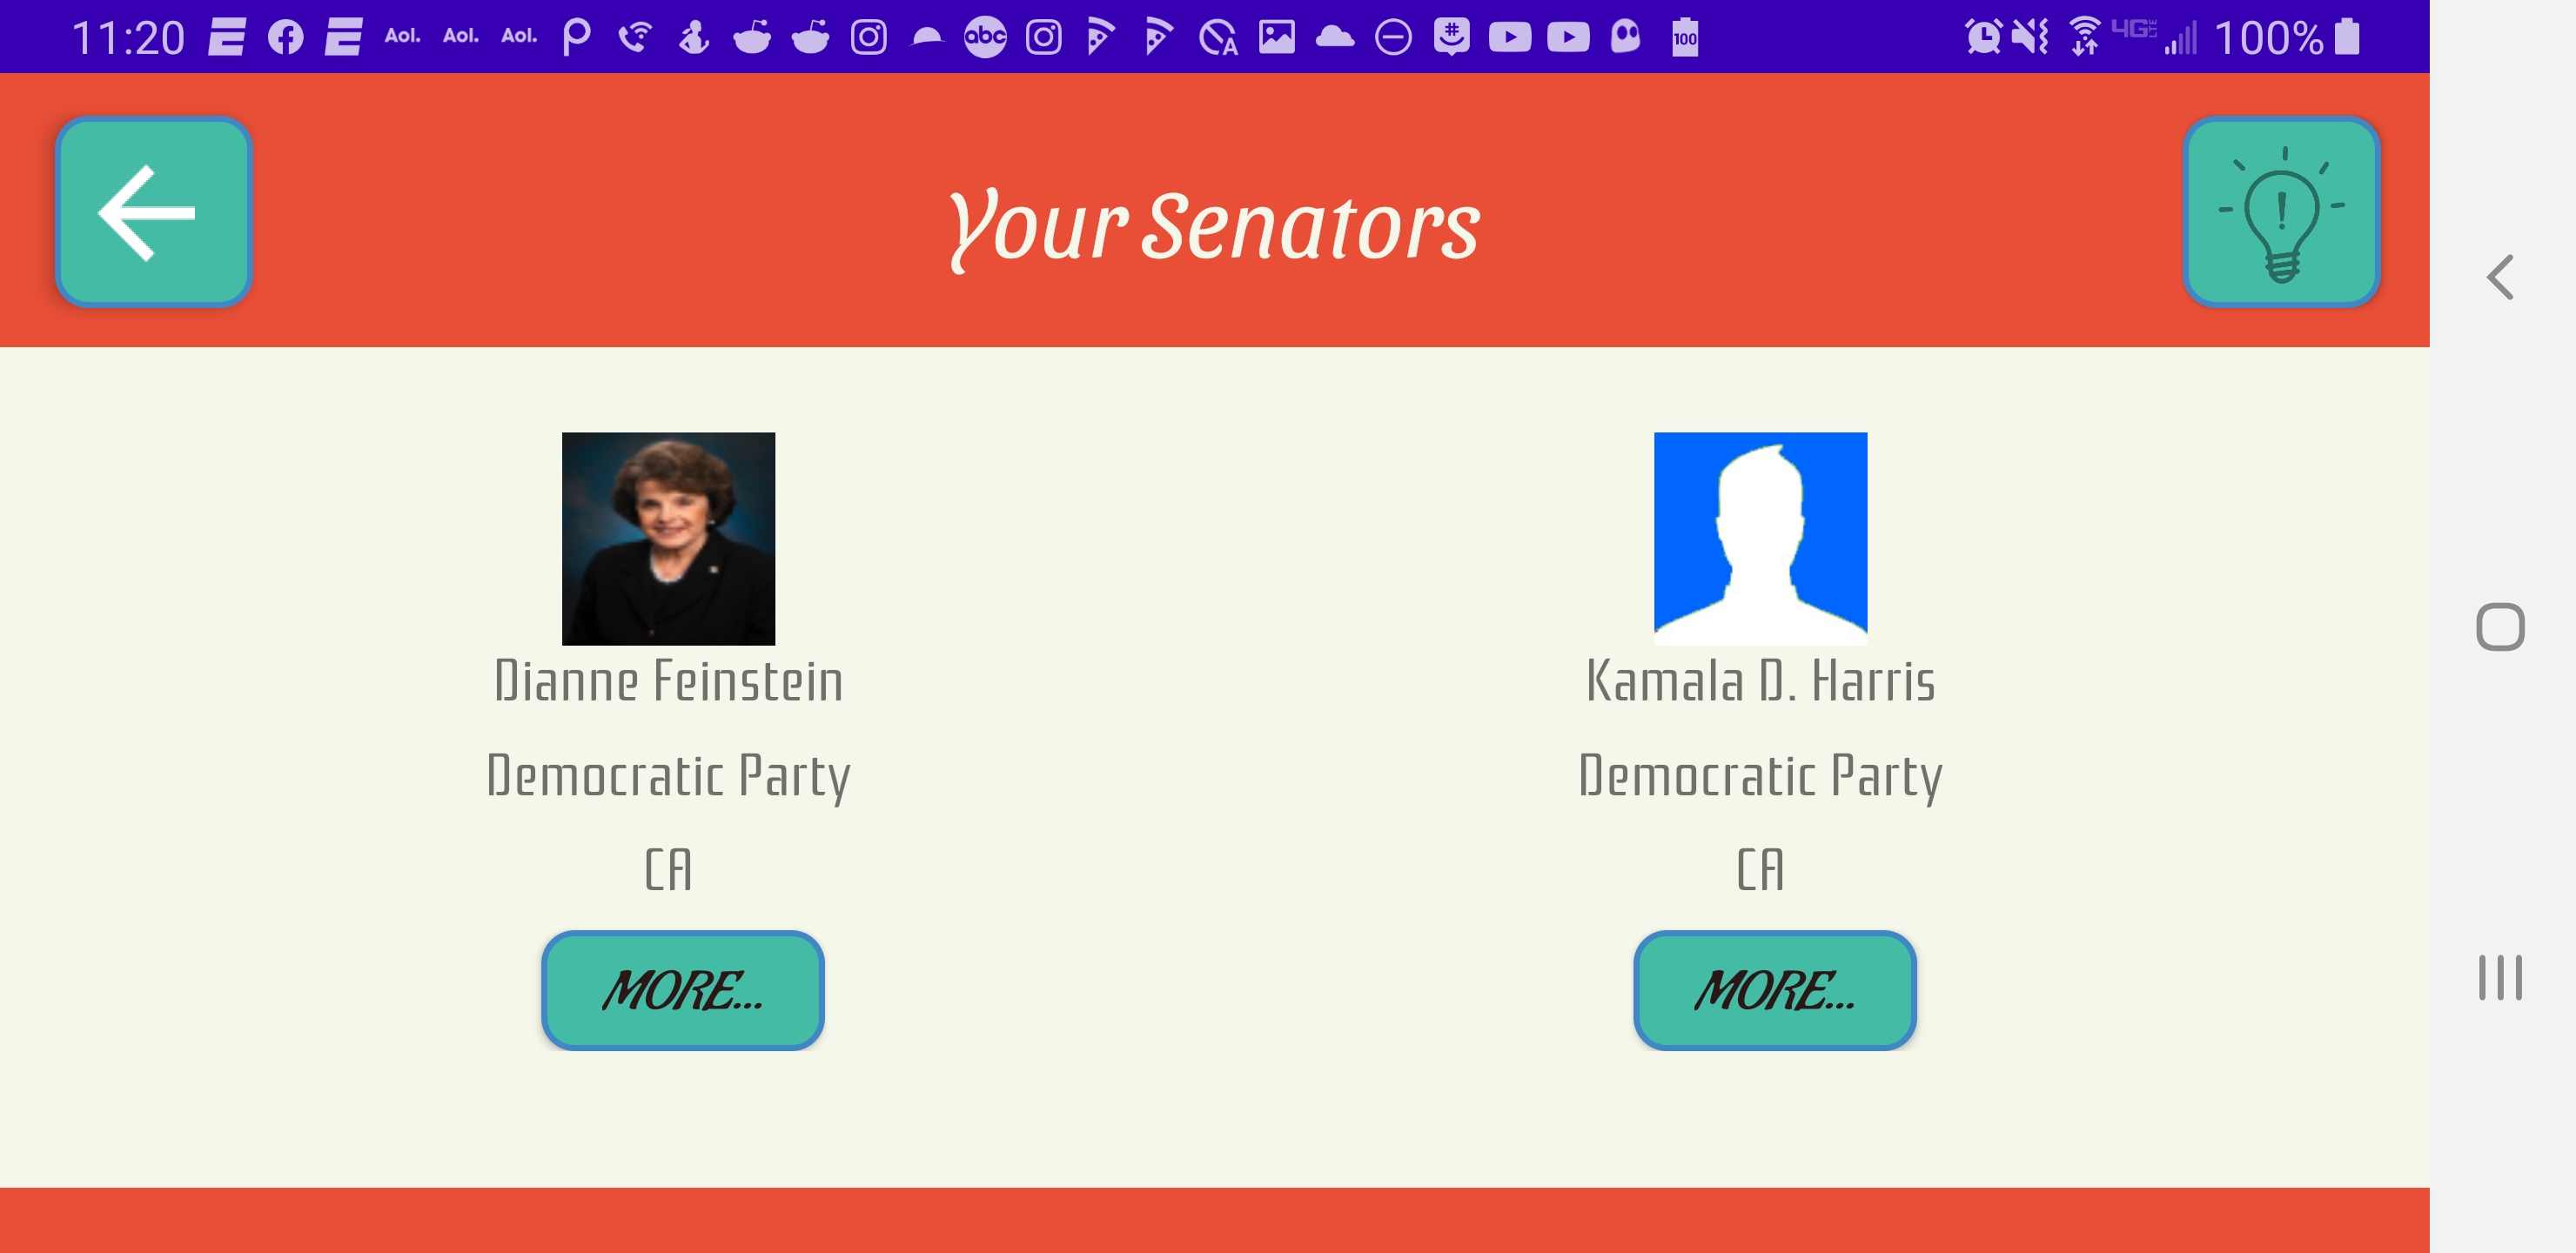 11:20 Aol. Aol. Aol. abc A 100 4G LTE 100%
Your Senators
Dianne Feinstein
Democratic Party
CA
MORE...
Kamala D. Harris
Democratic Party
CA
MORE...